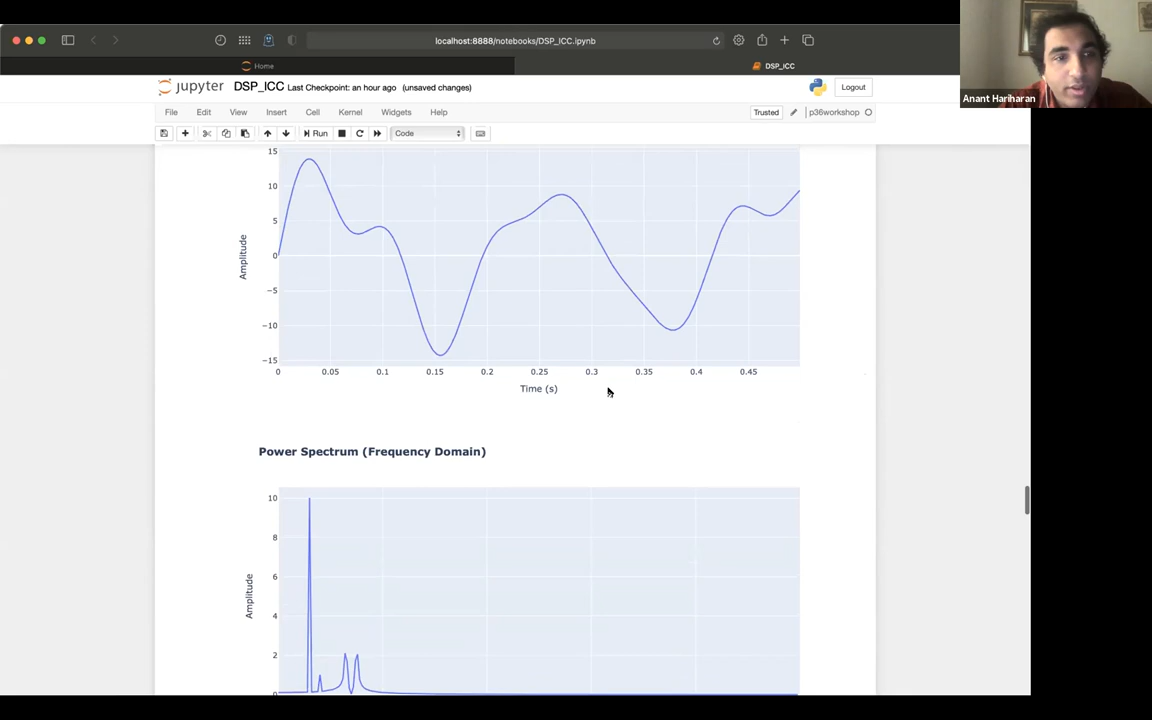 localhost:8888/notebooks/DSP_ICC.ipynb
Home
DSP_ICC
Anant Hariharan
jupyter DSP_ICC Last Checkpoint: an hour ago (unsaved changes)
Logout
File Edit View Insert Cell Kernel Widgets Help
Trusted p36workshop
Run Code
15
10
5
0
−5
−10
−15
Amplitude
0 0.05 0.1 0.15 0.2 0.25 0.3 0.35 0.4 0.45
Time (s)
Power Spectrum (Frequency Domain)
10
8
6
4
2
0
Amplitude